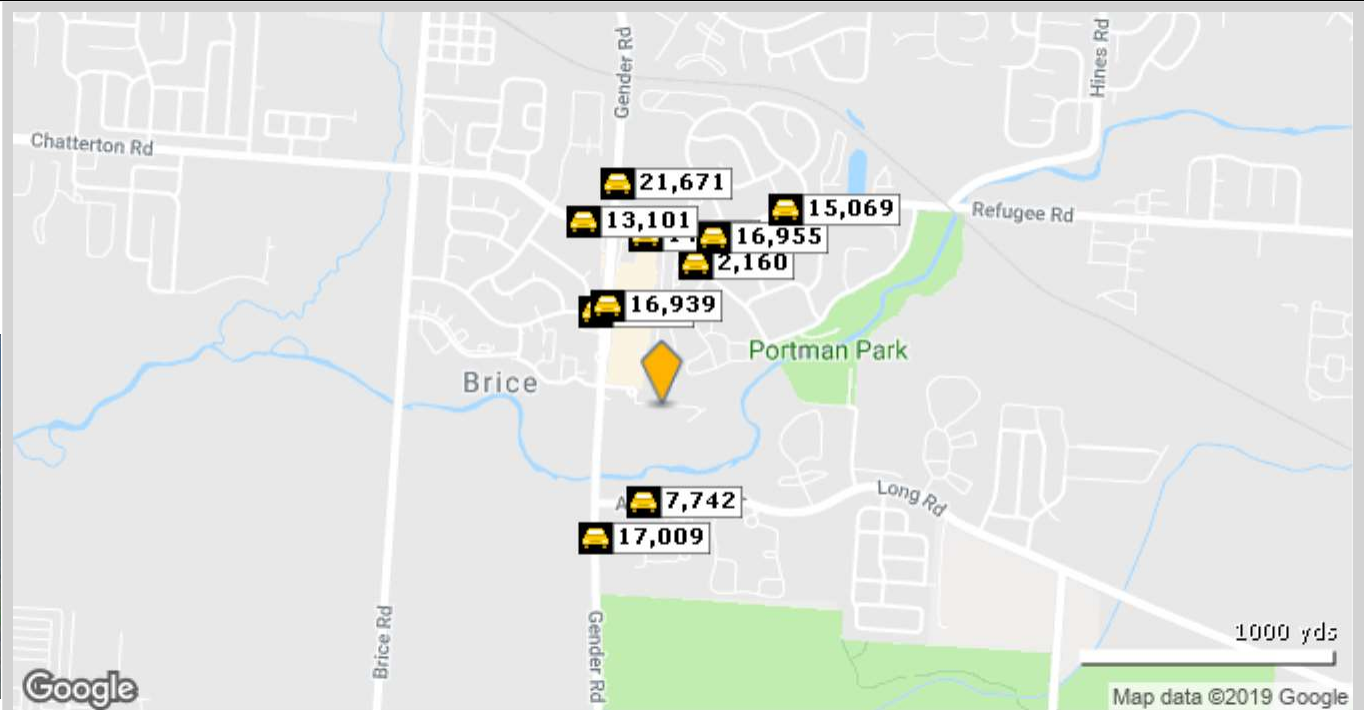 Gender Rd
Hines Rd
Chatterton Rd
21,671
13,101
15,069
Refugee Rd
16,955
2,160
16,939
Portman Park
Brice
7,742
Long Rd
17,009
Brice Rd
Gender Rd
1000 yds
Google
Map data ©2019 Google